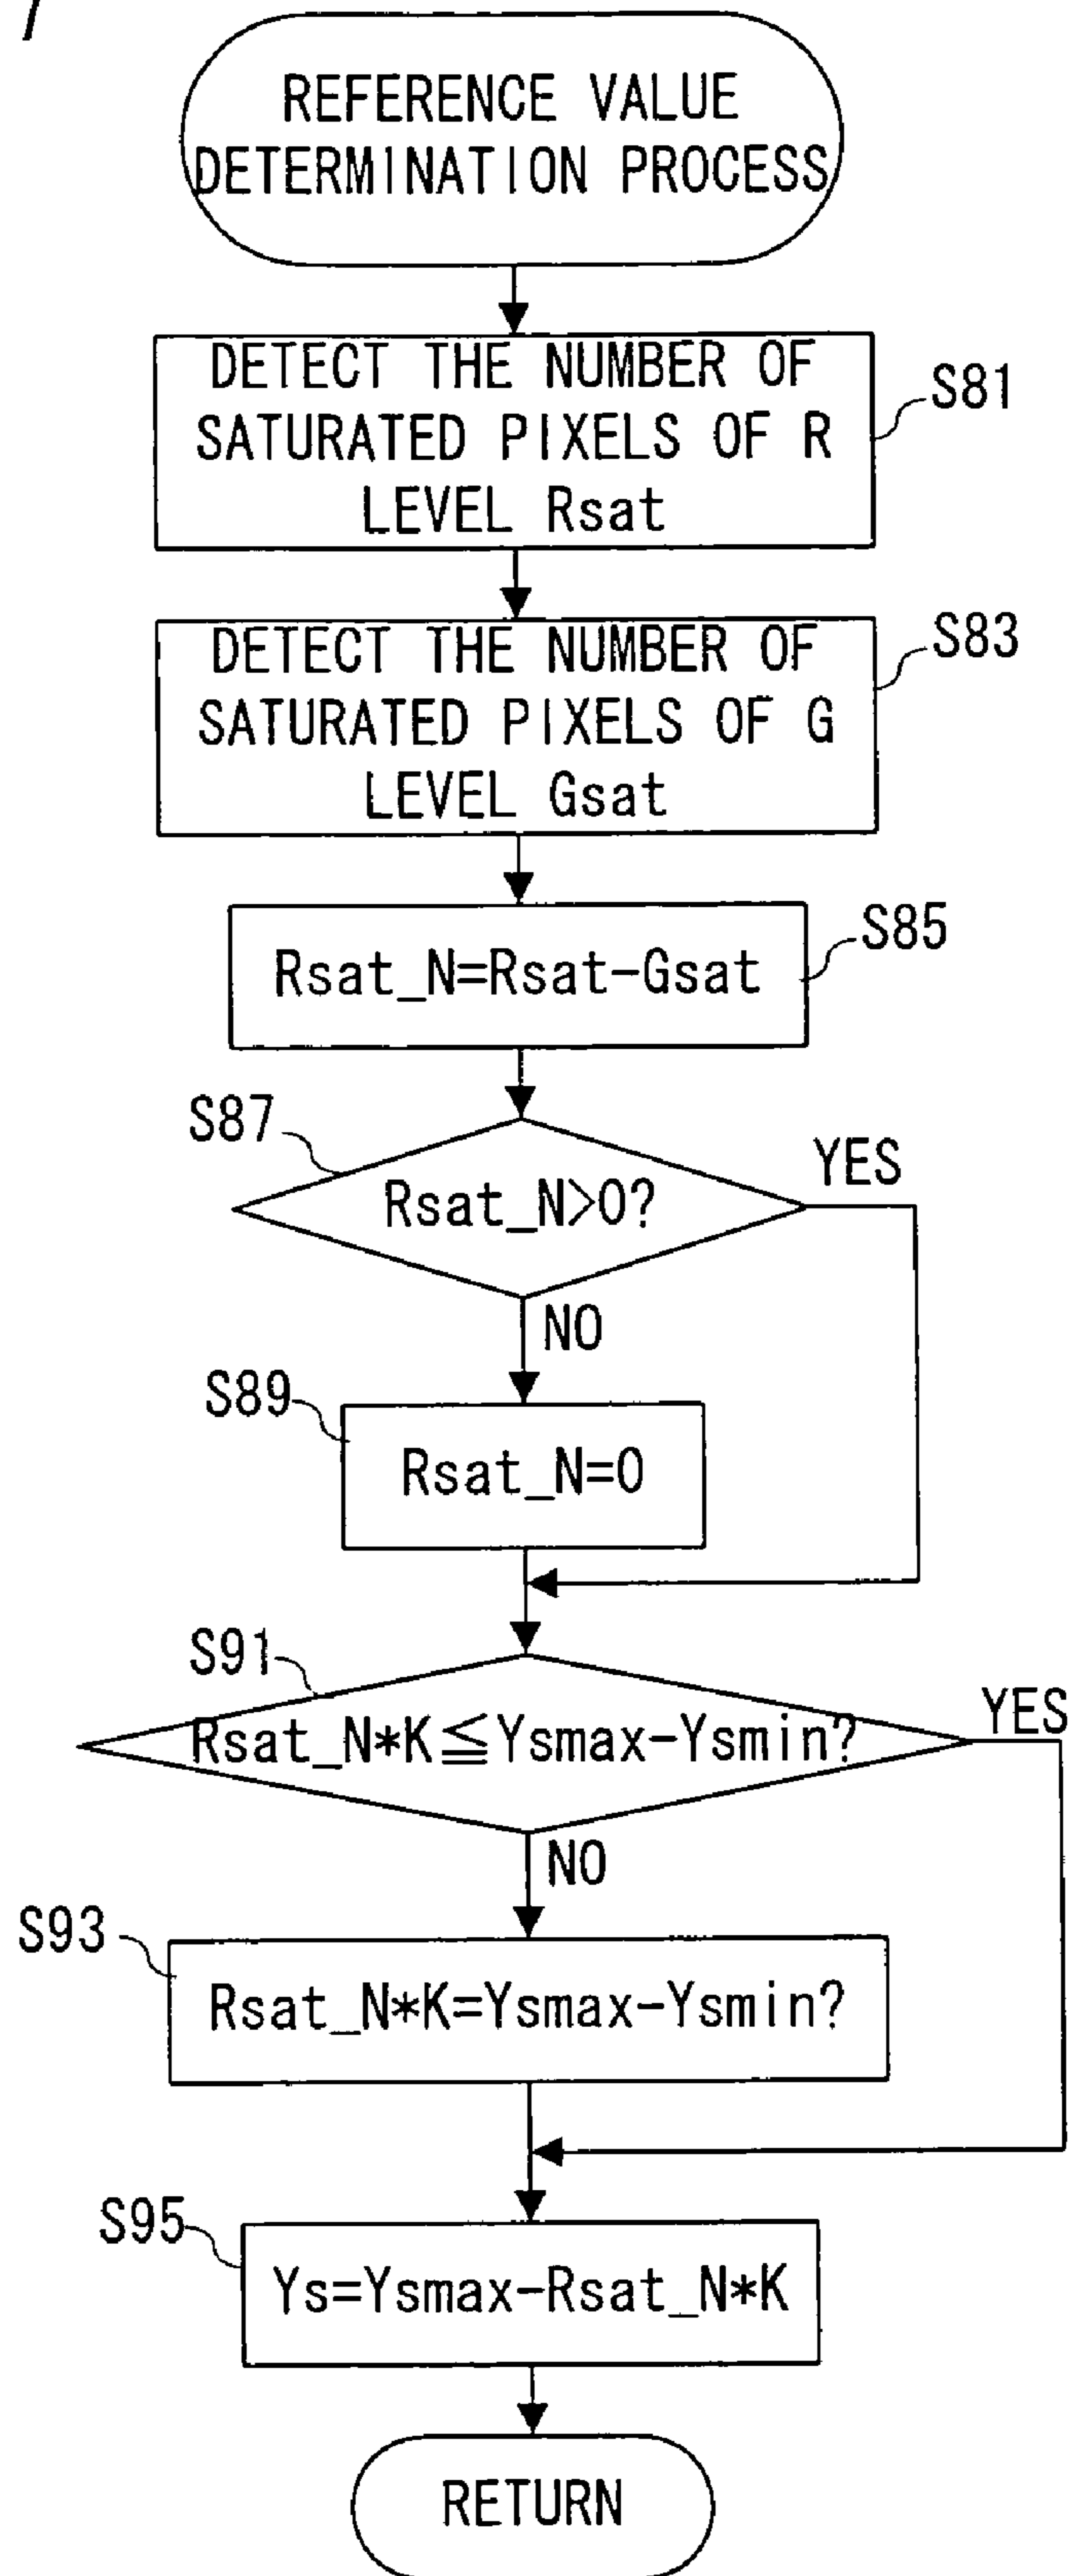 REFERENCE VALUE
DETERMINATION PROCESS
DETECT THE NUMBER OF
SATURATED PIXELS OF R
LEVEL Rsat
S81
DETECT THE NUMBER OF
SATURATED PIXELS OF G
LEVEL Gsat
S83
Rsat_N=Rsat-Gsat
S85
S87
Rsat_N>0?
YES
NO
S89
Rsat_N=0
S91
Rsat_N*K≦Ysmax-Ysmin?
YES
NO
S93
Rsat_N*K=Ysmax-Ysmin?
S95
Ys=Ysmax-Rsat_N*K
RETURN